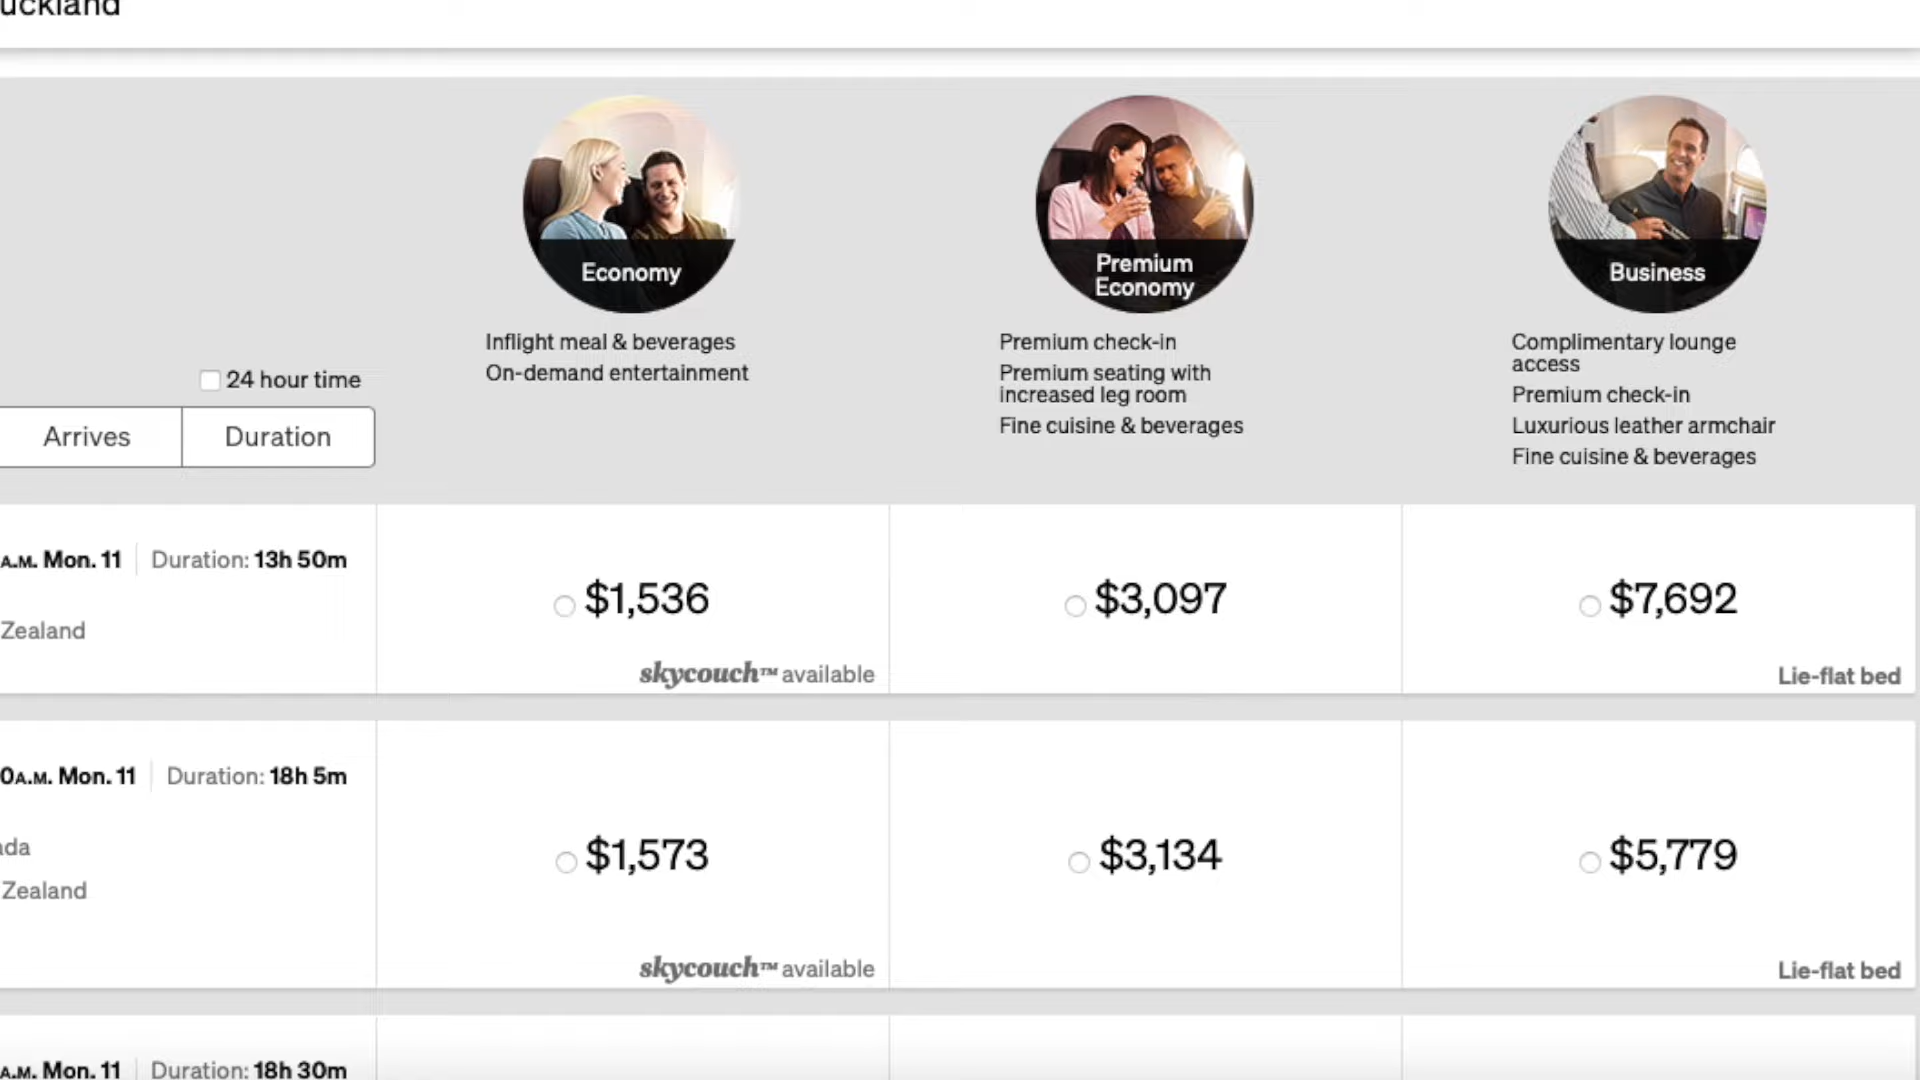 uckland
Economy
Premium
Economy
Business
Inflight meal & beverages
On-demand entertainment
Premium check-in
Premium seating with
increased leg room
Fine cuisine & beverages
Complimentary lounge
access
Premium check-in
Luxurious leather armchair
Fine cuisine & beverages
24 hour time
Arrives
Duration
A.M. Mon. 11
Duration: 13h 50m
Zealand
$1,536
skycouch™ available
$3,097
$7,692
Lie-flat bed
0A.M. Mon. 11
Duration: 18h 5m
ada
Zealand
$1,573
skycouch™ available
$3,134
$5,779
Lie-flat bed
A.M. Mon. 11
Duration: 18h 30m